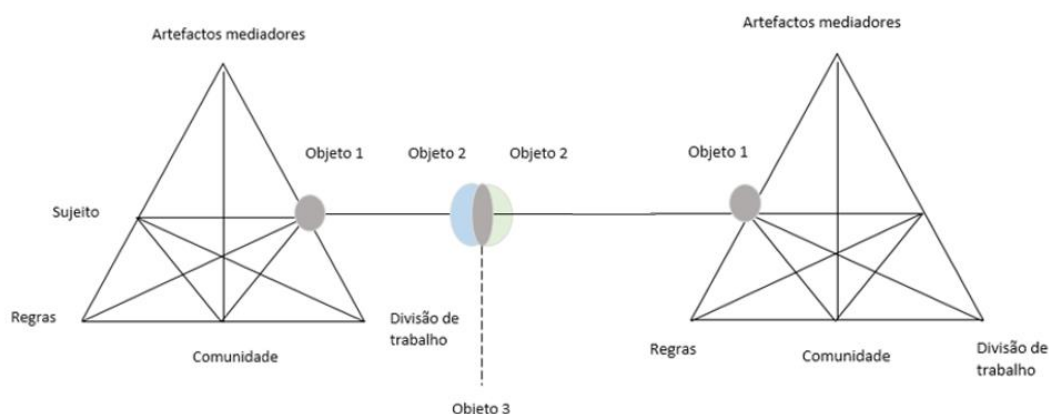 Artefactos mediadores
Artefactos mediadores
Objeto 1
Objeto 2
Objeto 2
Objeto 1
Sujeito
Regras
Divisão de
trabalho
Comunidade
Regras
Comunidade
Divisão de
trabalho
Objeto 3